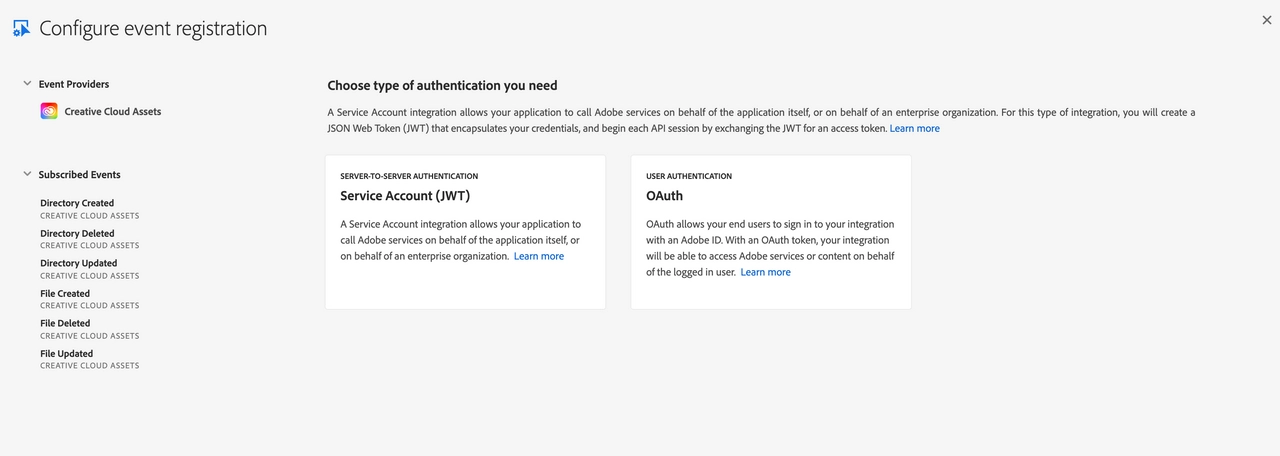 Configure event registration
Event Providers
Creative Cloud Assets
Subscribed Events
Directory Created
CREATIVE CLOUD ASSETS
Directory Deleted
CREATIVE CLOUD ASSETS
Directory Updated
CREATIVE CLOUD ASSETS
File Created
CREATIVE CLOUD ASSETS
File Deleted
CREATIVE CLOUD ASSETS
File Updated
CREATIVE CLOUD ASSETS
Choose type of authentication you need
A Service Account integration allows your application to call Adobe services on behalf of the application itself, or on behalf of an enterprise organization. For this type of integration, you will create a
JSON Web Token (JWT) that encapsulates your credentials, and begin each API session by exchanging the JWT for an access token. Learn more
SERVER-TO-SERVER AUTHENTICATION
Service Account (JWT)
A Service Account integration allows your application to
call Adobe services on behalf of the application itself, or
on behalf of an enterprise organization. Learn more
USER AUTHENTICATION
OAuth
OAuth allows your end users to sign in to your integration
with an Adobe ID. With an OAuth token, your integration
will be able to access Adobe services or content on behalf
of the logged in user. Learn more